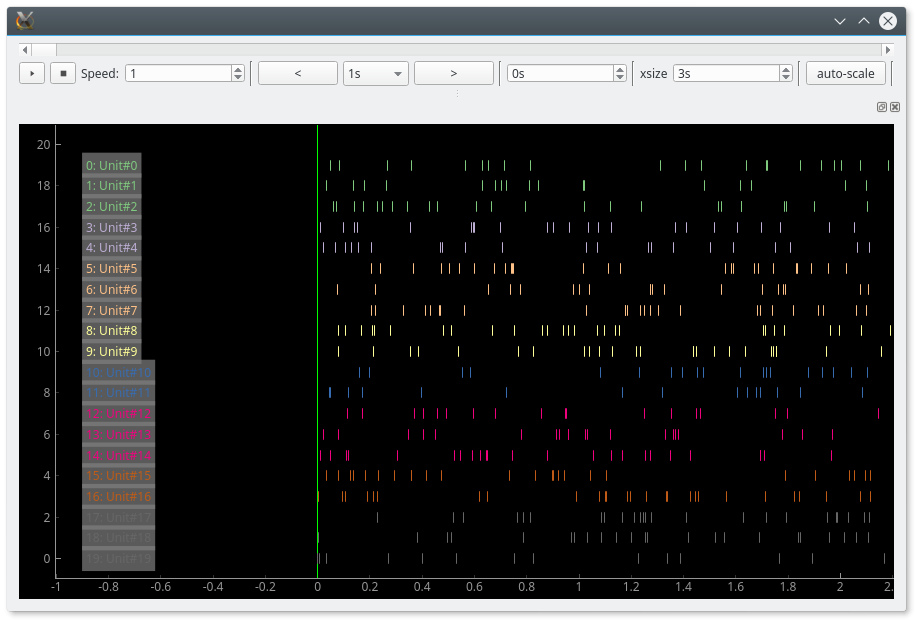 Speed: 1 < 1s > 0s xsize 3s auto-scale
20
0: Unit#0
18
1: Unit#1
2: Unit#2
16
3: Unit#3
4: Unit#4
14
5: Unit#5
6: Unit#6
12
7: Unit#7
8: Unit#8
10
9: Unit#9
10: Unit#10
8
11: Unit#11
12: Unit#12
6
13: Unit#13
14: Unit#14
4
15: Unit#15
16: Unit#16
2
17: Unit#17
18: Unit#18
0
19: Unit#19
-1 -0.8 -0.6 -0.4 -0.2 0 0.2 0.4 0.6 0.8 1 1.2 1.4 1.6 1.8 2 2.